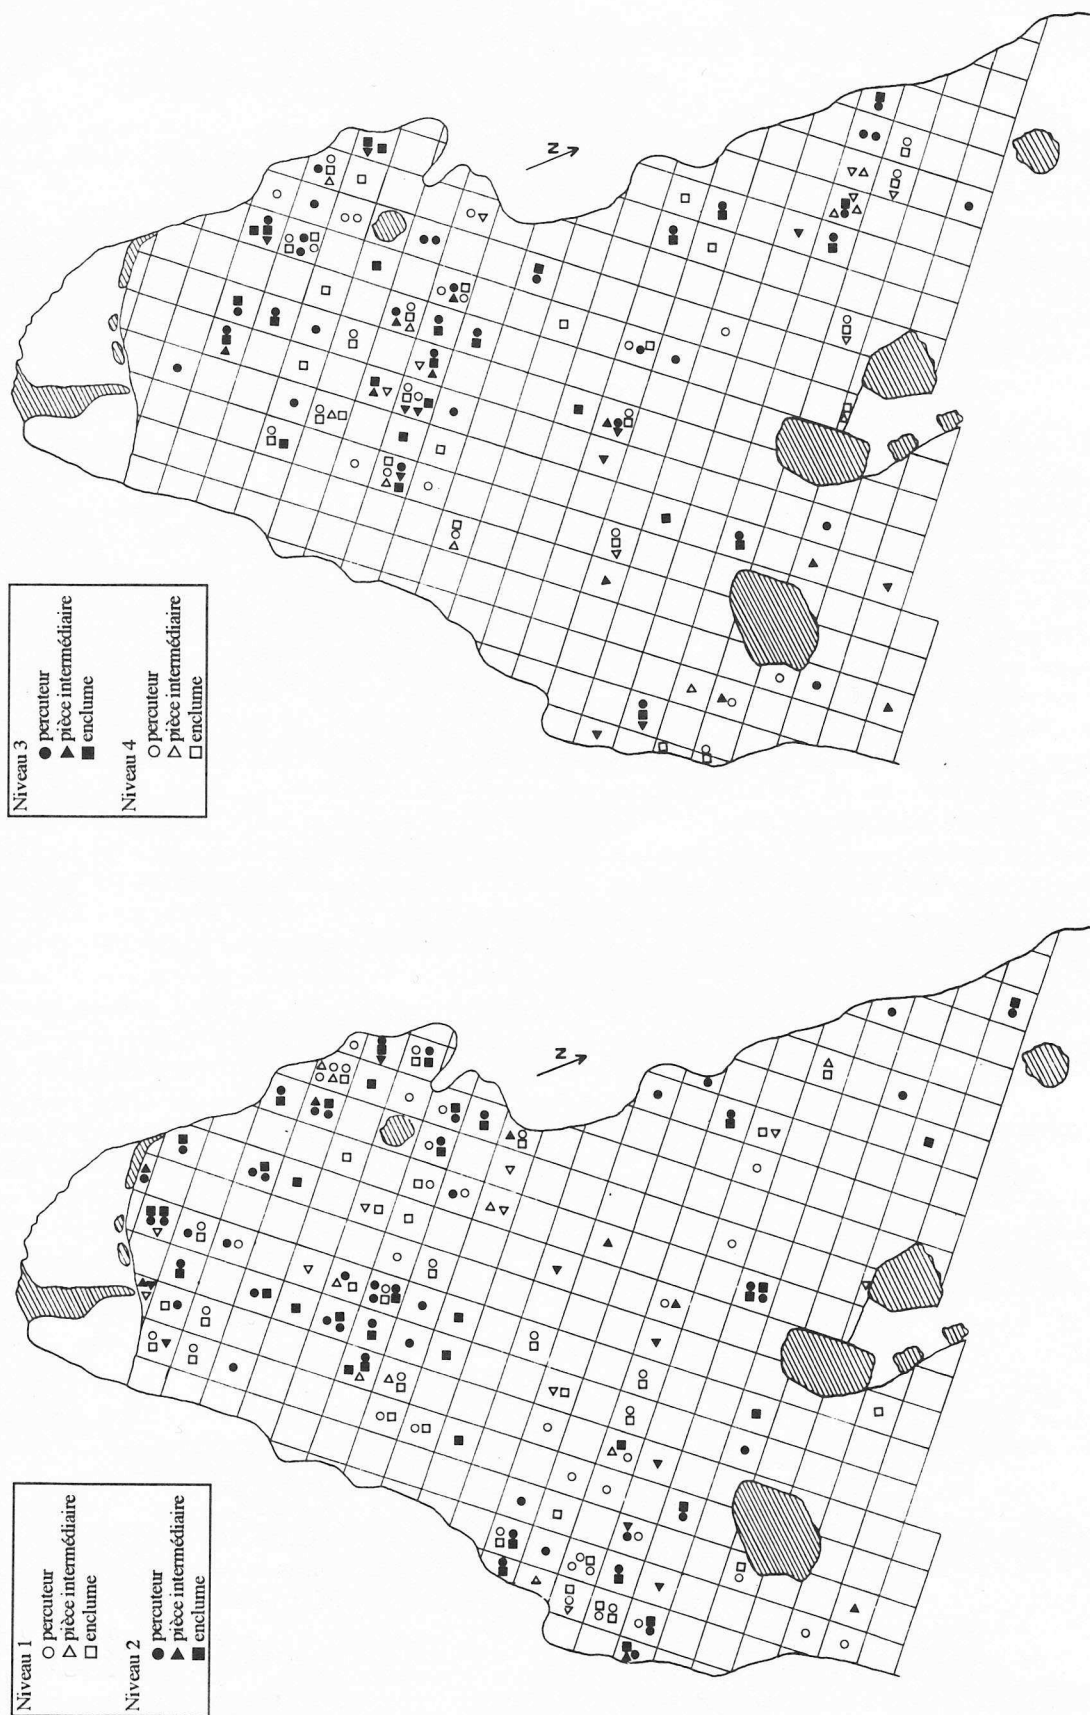 Niveau 3
percuteur
pièce intermédiaire
enclume
Niveau 4
percuteur
pièce intermédiaire
enclume
N
Niveau 1
percuteur
pièce intermédiaire
enclume
Niveau 2
percuteur
pièce intermédiaire
enclume
N